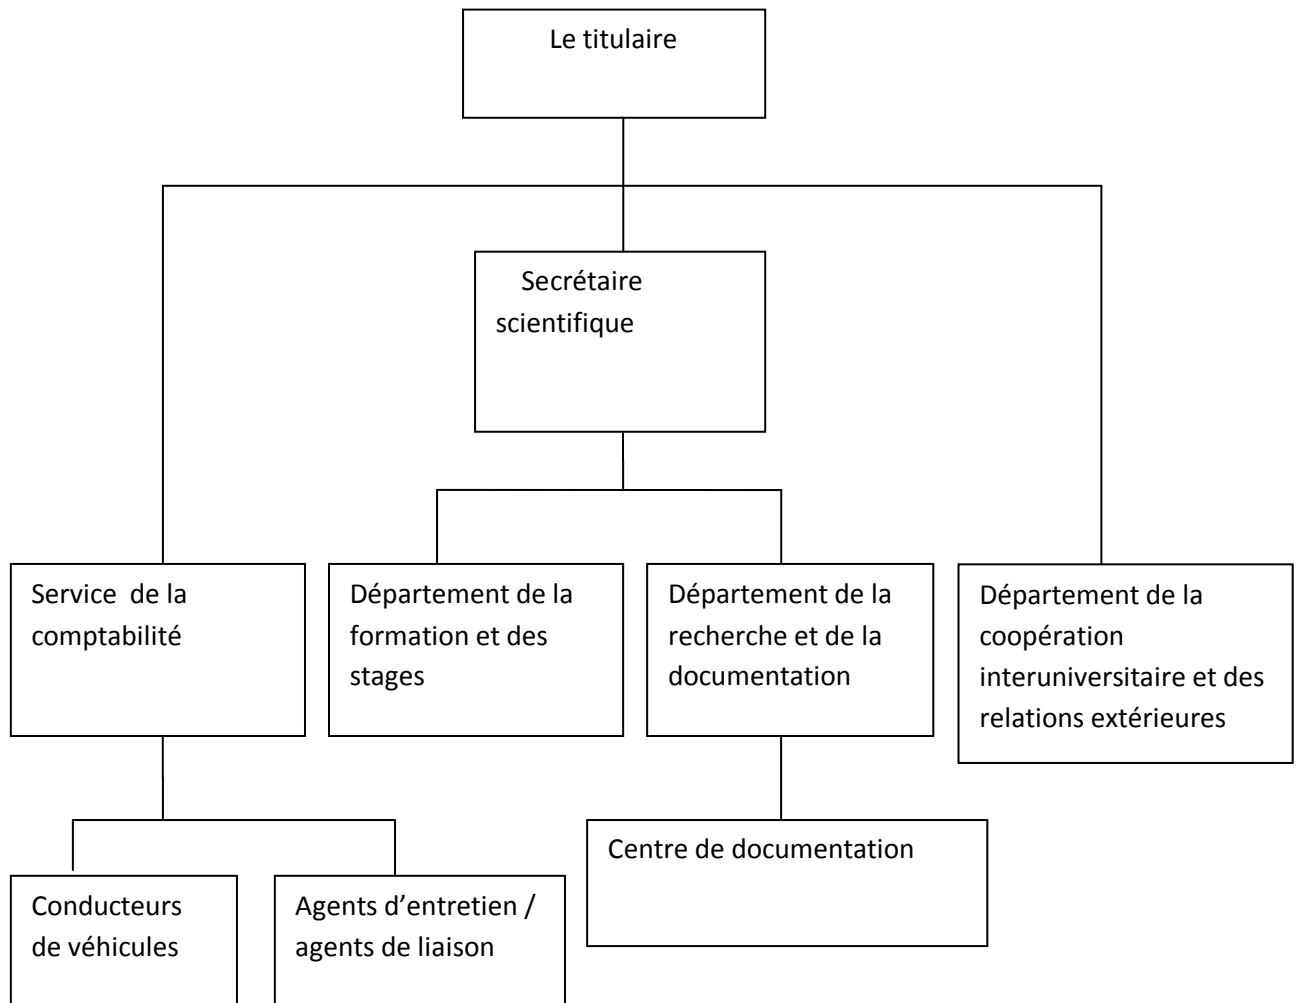 Le titulaire
Secrétaire
scientifique
Service de la
comptabilité
Département de la
formation et des
stages
Département de la
recherche et de la
documentation
Département de la
coopération
interuniversitaire et des
relations extérieures
Conducteurs
de véhicules
Agents d’entretien /
agents de liaison
Centre de documentation